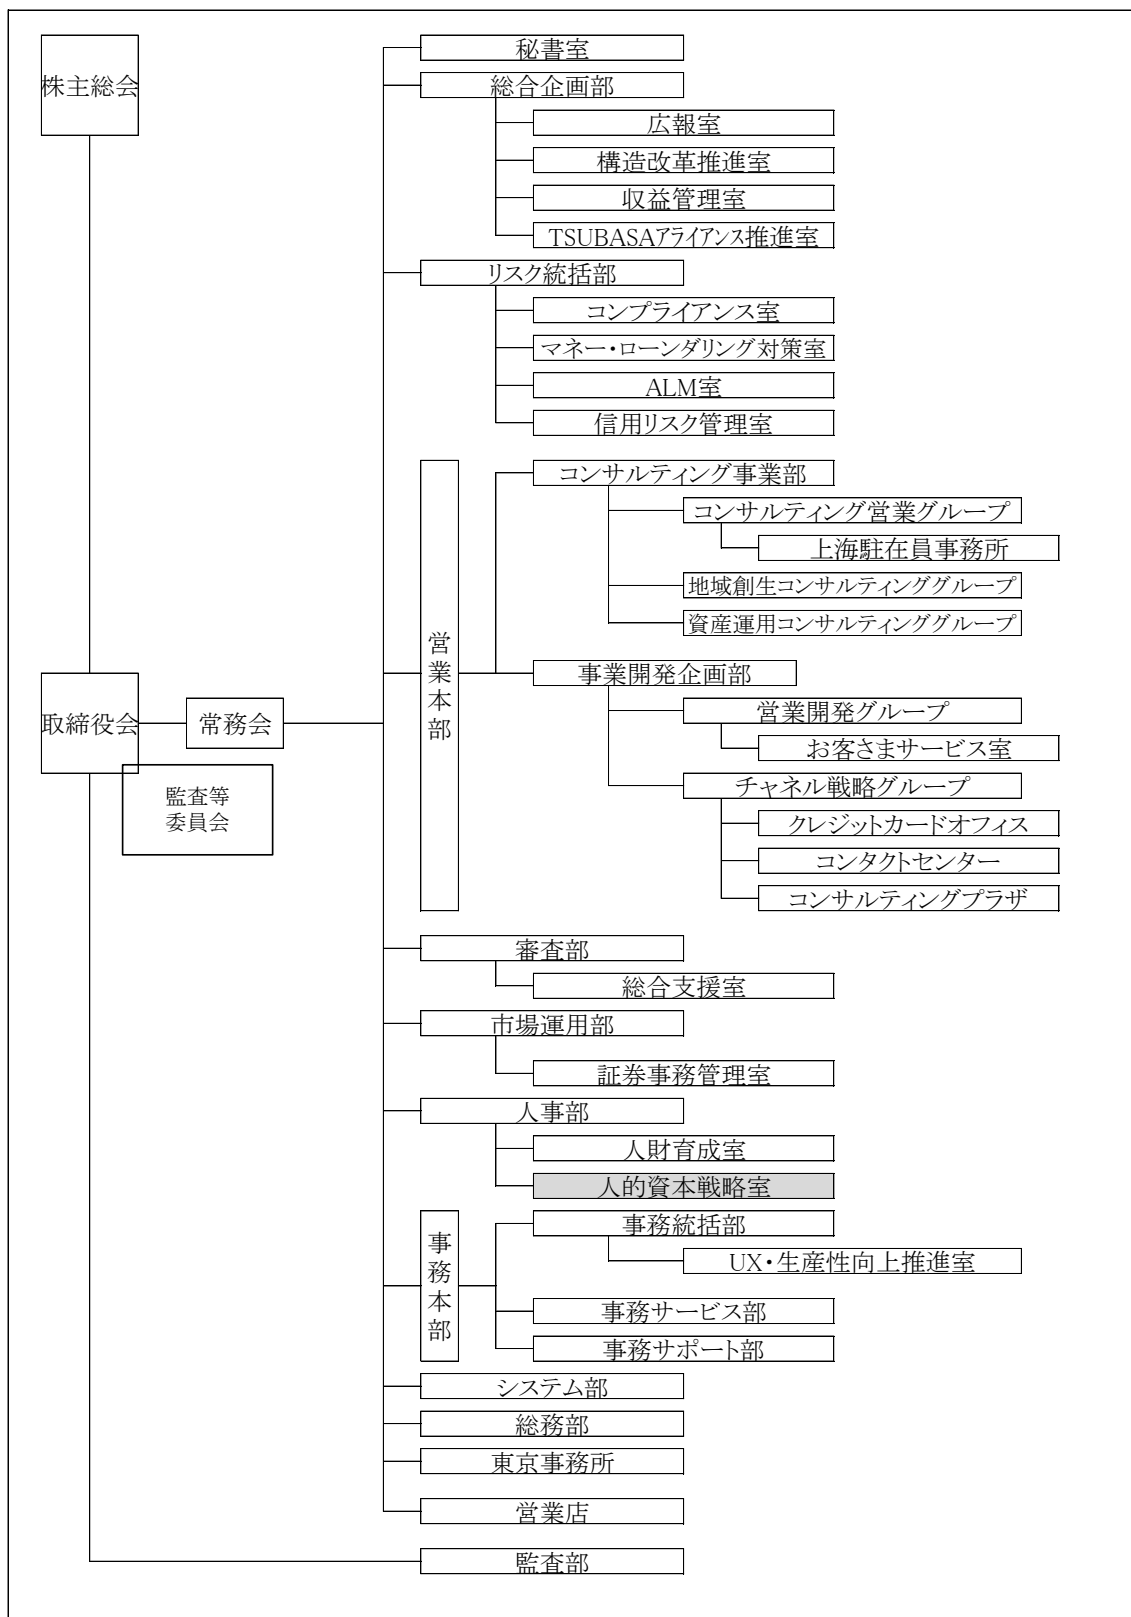 株主総会
秘書室
総合企画部
広報室
構造改革推進室
収益管理室
TSUBASAアライアンス推進室
リスク統括部
コンプライアンス室
マネー・ローンダリング対策室
ALM室
信用リスク管理室
営業本部
コンサルティング事業部
コンサルティング営業グループ
上海駐在員事務所
地域創生コンサルティンググループ
資産運用コンサルティンググループ
事業開発企画部
営業開発グループ
お客さまサービス室
チャネル戦略グループ
クレジットカードオフィス
コンタクトセンター
コンサルティングプラザ
取締役会
常務会
監査等
委員会
審査部
総合支援室
市場運用部
証券事務管理室
人事部
人財育成室
人的資本戦略室
事務本部
事務統括部
UX・生産性向上推進室
事務サービス部
事務サポート部
システム部
総務部
東京事務所
営業店
監査部